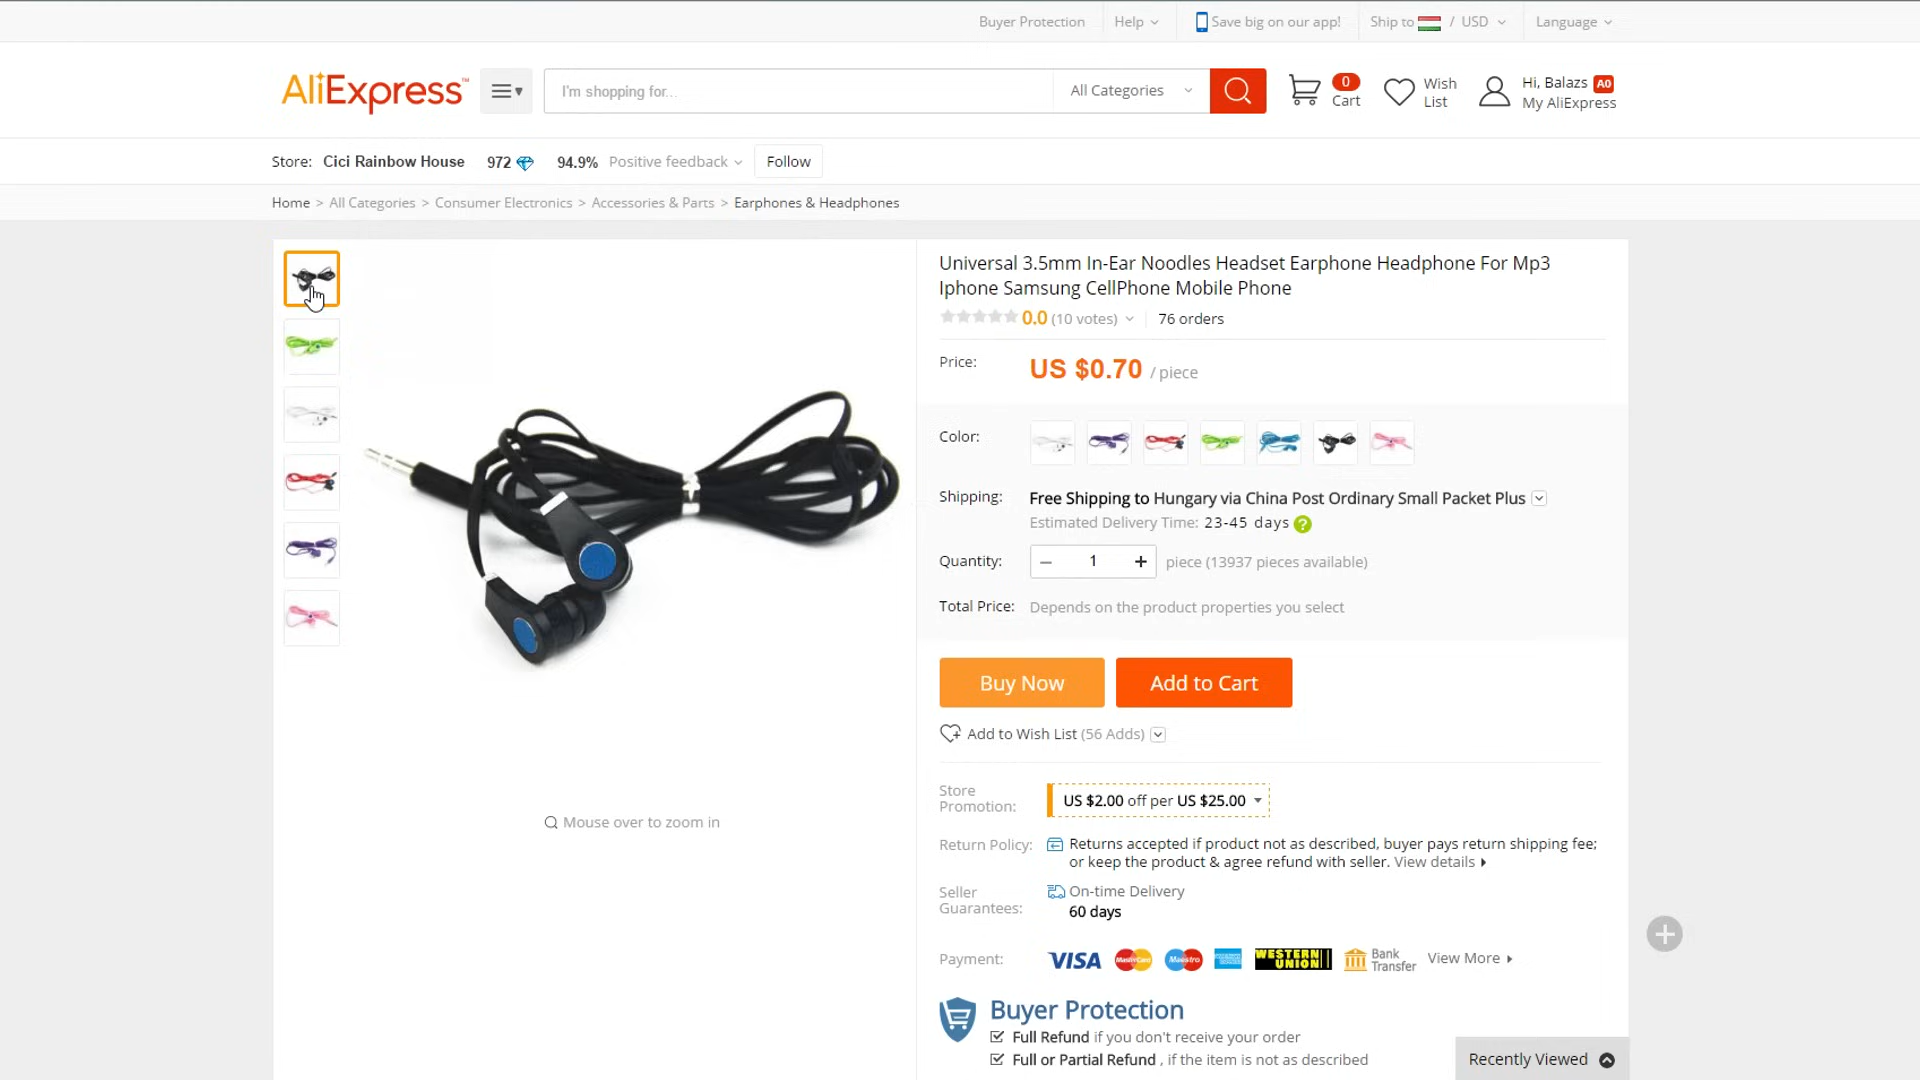 Buyer Protection
Help
Save big on our app!
Ship to / USD
Language
AliExpress™
I'm shopping for...
All Categories
0
Cart
Wish
List
Hi, Balazs A0
My AliExpress
Store: Cici Rainbow House 972 94.9% Positive feedback Follow
Home > All Categories > Consumer Electronics > Accessories & Parts > Earphones & Headphones
Universal 3.5mm In-Ear Noodles Headset Earphone Headphone For Mp3
Iphone Samsung CellPhone Mobile Phone
0.0 (10 votes) 76 orders
Price: US $0.70 / piece
Color:
Shipping: Free Shipping to Hungary via China Post Ordinary Small Packet Plus
Estimated Delivery Time: 23-45 days ?
Quantity: − 1 + piece (13937 pieces available)
Total Price: Depends on the product properties you select
Buy Now
Add to Cart
Add to Wish List (56 Adds)
Mouse over to zoom in
Store
Promotion:
US $2.00 off per US $25.00
Return Policy:
Returns accepted if product not as described, buyer pays return shipping fee;
or keep the product & agree refund with seller. View details
Seller
Guarantees:
On-time Delivery
60 days
Payment:
VISA
MasterCard
Maestro
WESTERN
UNION
Bank
Transfer
View More
Buyer Protection
Full Refund if you don't receive your order
Full or Partial Refund , if the item is not as described
Recently Viewed